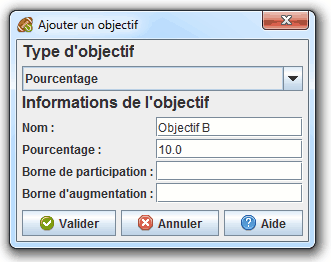 Ajouter un objectif
Type d'objectif
Pourcentage
Informations de l'objectif
Nom : Objectif B
Pourcentage : 10.0
Borne de participation :
Borne d'augmentation :
Valider Annuler Aide